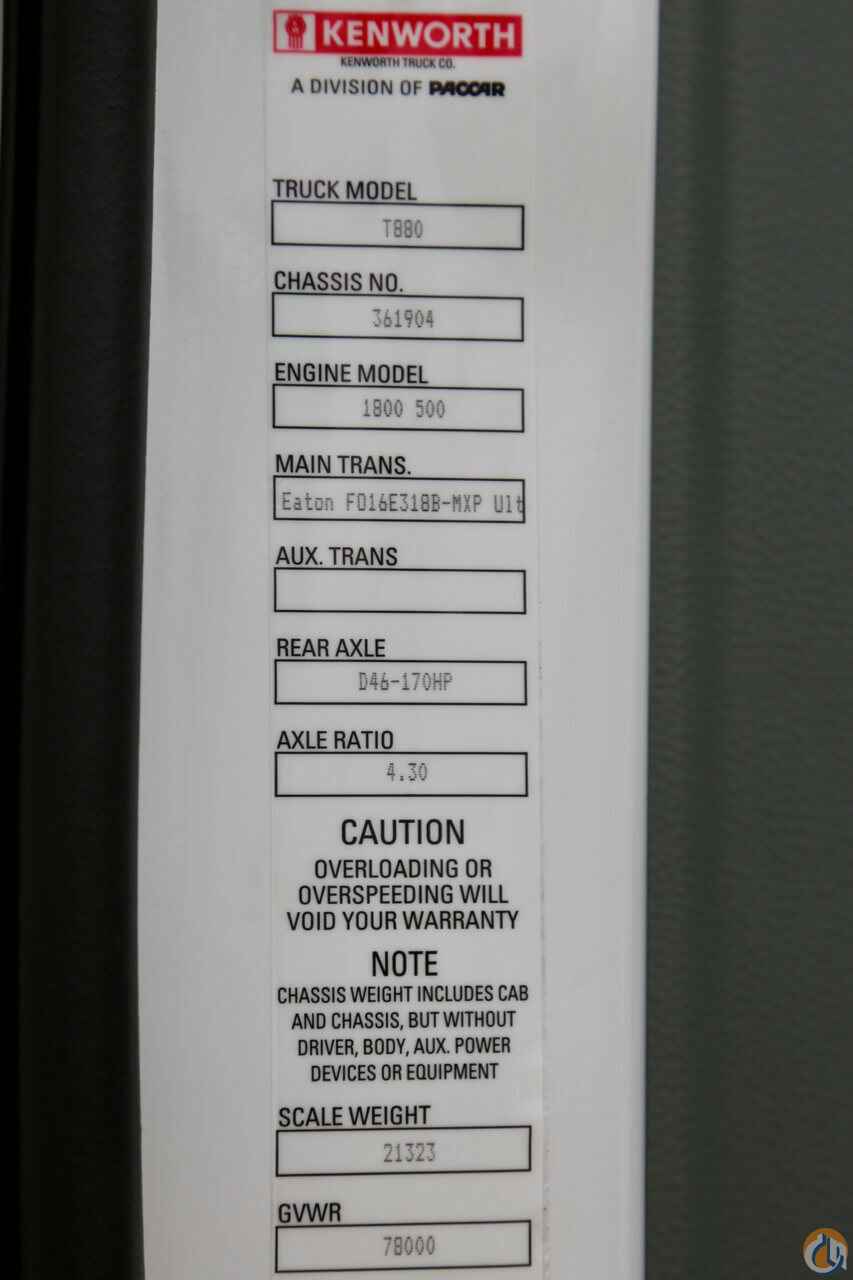 KENWORTH
KENWORTH TRUCK CO.
A DIVISION OF PACCAR
TRUCK MODEL
T880
CHASSIS NO.
361904
ENGINE MODEL
1800 500
MAIN TRANS.
Eaton FO16E318B-MXP Ult
AUX. TRANS
REAR AXLE
D46-170HP
AXLE RATIO
4.30
CAUTION
OVERLOADING OR
OVERSPEEDING WILL
VOID YOUR WARRANTY
NOTE
CHASSIS WEIGHT INCLUDES CAB
AND CHASSIS, BUT WITHOUT
DRIVER, BODY, AUX. POWER
DEVICES OR EQUIPMENT
SCALE WEIGHT
21323
GVWR
78000